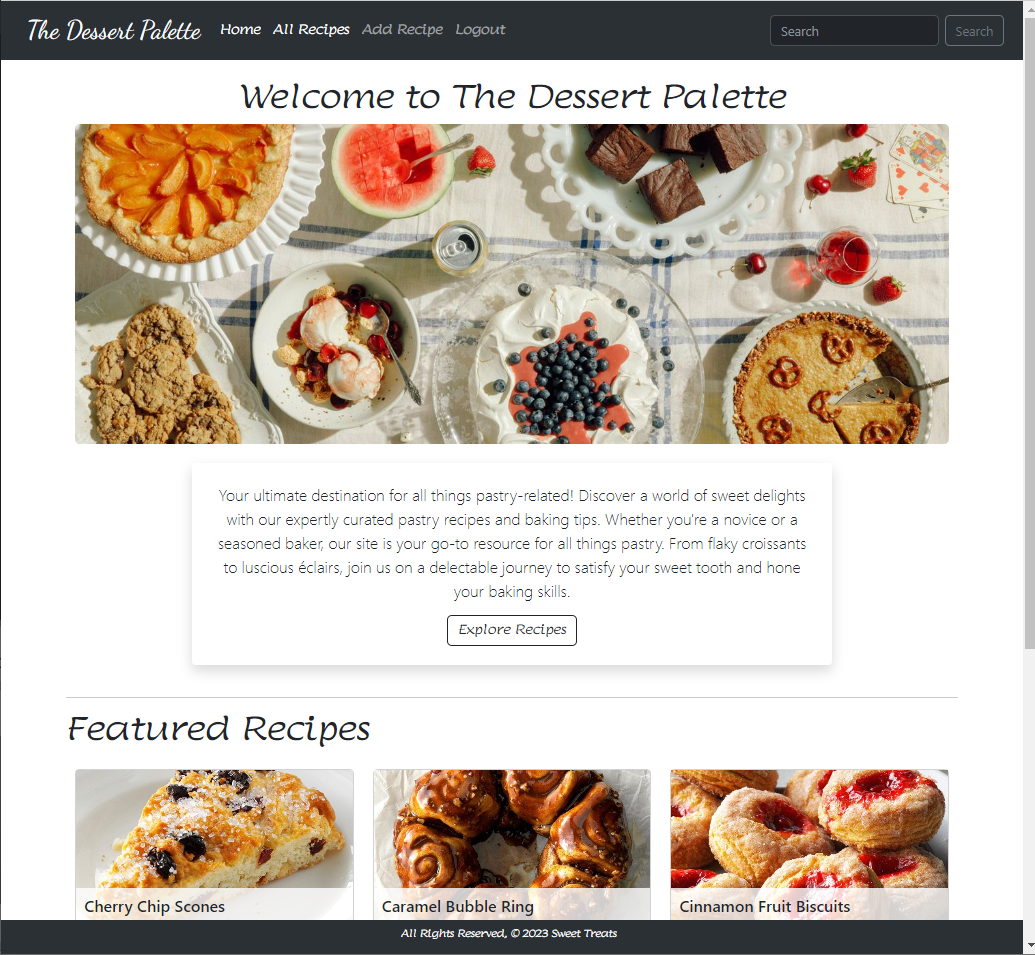 The Dessert Palette Home All Recipes Add Recipe Logout Search Search
Welcome to The Dessert Palette
Your ultimate destination for all things pastry-related! Discover a world of sweet delights
with our expertly curated pastry recipes and baking tips. Whether you're a novice or a
seasoned baker, our site is your go-to resource for all things pastry. From flaky croissants
to luscious éclairs, join us on a delectable journey to satisfy your sweet tooth and hone
your baking skills.
Explore Recipes
Featured Recipes
Cherry Chip Scones Caramel Bubble Ring Cinnamon Fruit Biscuits
All Rights Reserved, © 2023 Sweet Treats